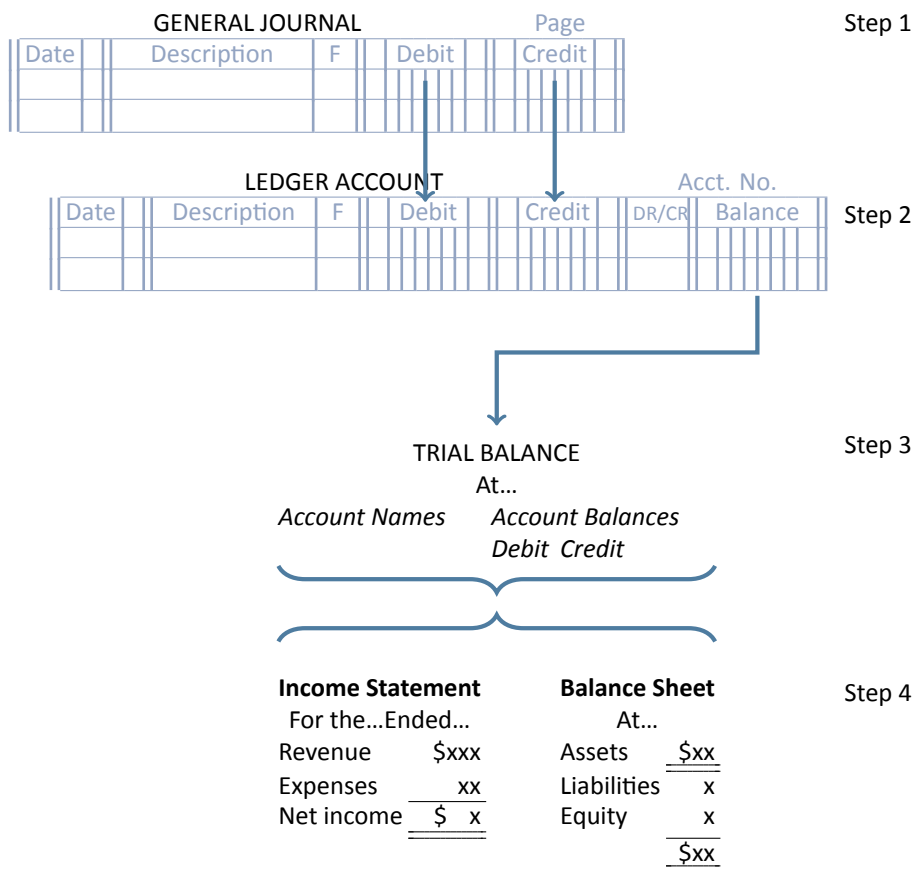 GENERAL JOURNAL Page Step 1
Date Description F Debit Credit
LEDGER ACCOUNT Acct. No.
Date Description F Debit Credit DR/CR Balance Step 2
TRIAL BALANCE Step 3
At…
Account Names Account Balances
Debit Credit
Income Statement Balance Sheet Step 4
For the…Ended… At…
Revenue $xxx Assets $xx
Expenses xx Liabilities x
Net income $ x Equity x
$xx